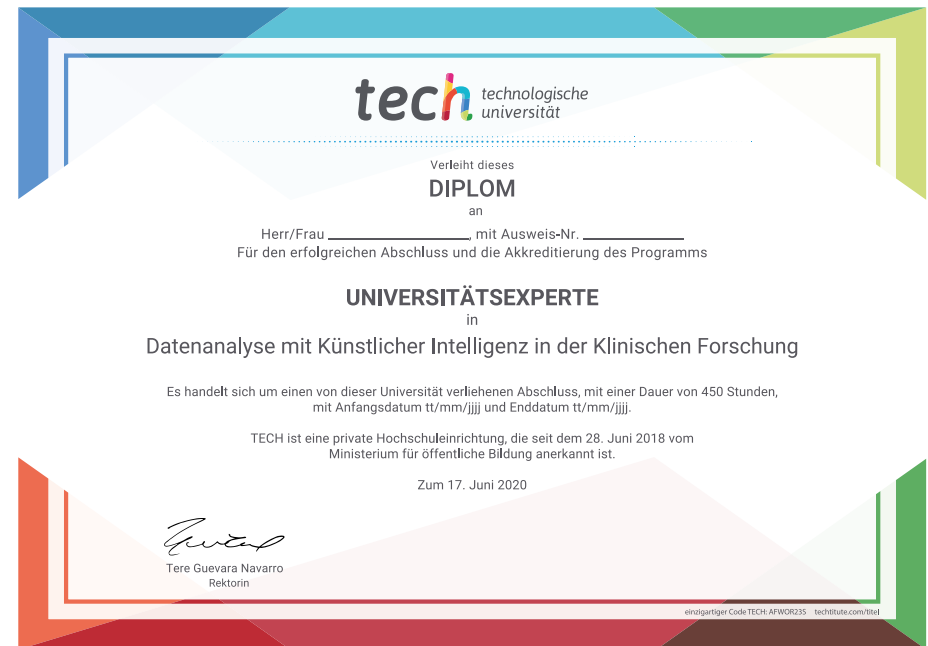 tech technologische
universität
Verleiht dieses
DIPLOM
an
Herr/Frau ____________, mit Ausweis-Nr. ____________
Für den erfolgreichen Abschluss und die Akkreditierung des Programms
UNIVERSITÄTSEXPERTE
in
Datenanalyse mit Künstlicher Intelligenz in der Klinischen Forschung
Es handelt sich um einen von dieser Universität verliehenen Abschluss, mit einer Dauer von 450 Stunden,
mit Anfangsdatum tt/mm/jjjj und Enddatum tt/mm/jjjj.
TECH ist eine private Hochschuleinrichtung, die seit dem 28. Juni 2018 vom
Ministerium für öffentliche Bildung anerkannt ist.
Zum 17. Juni 2020
Tere Guevara Navarro
Rektorin
einzigartiger Code TECH: AFWOR235 techtitute.com/titel